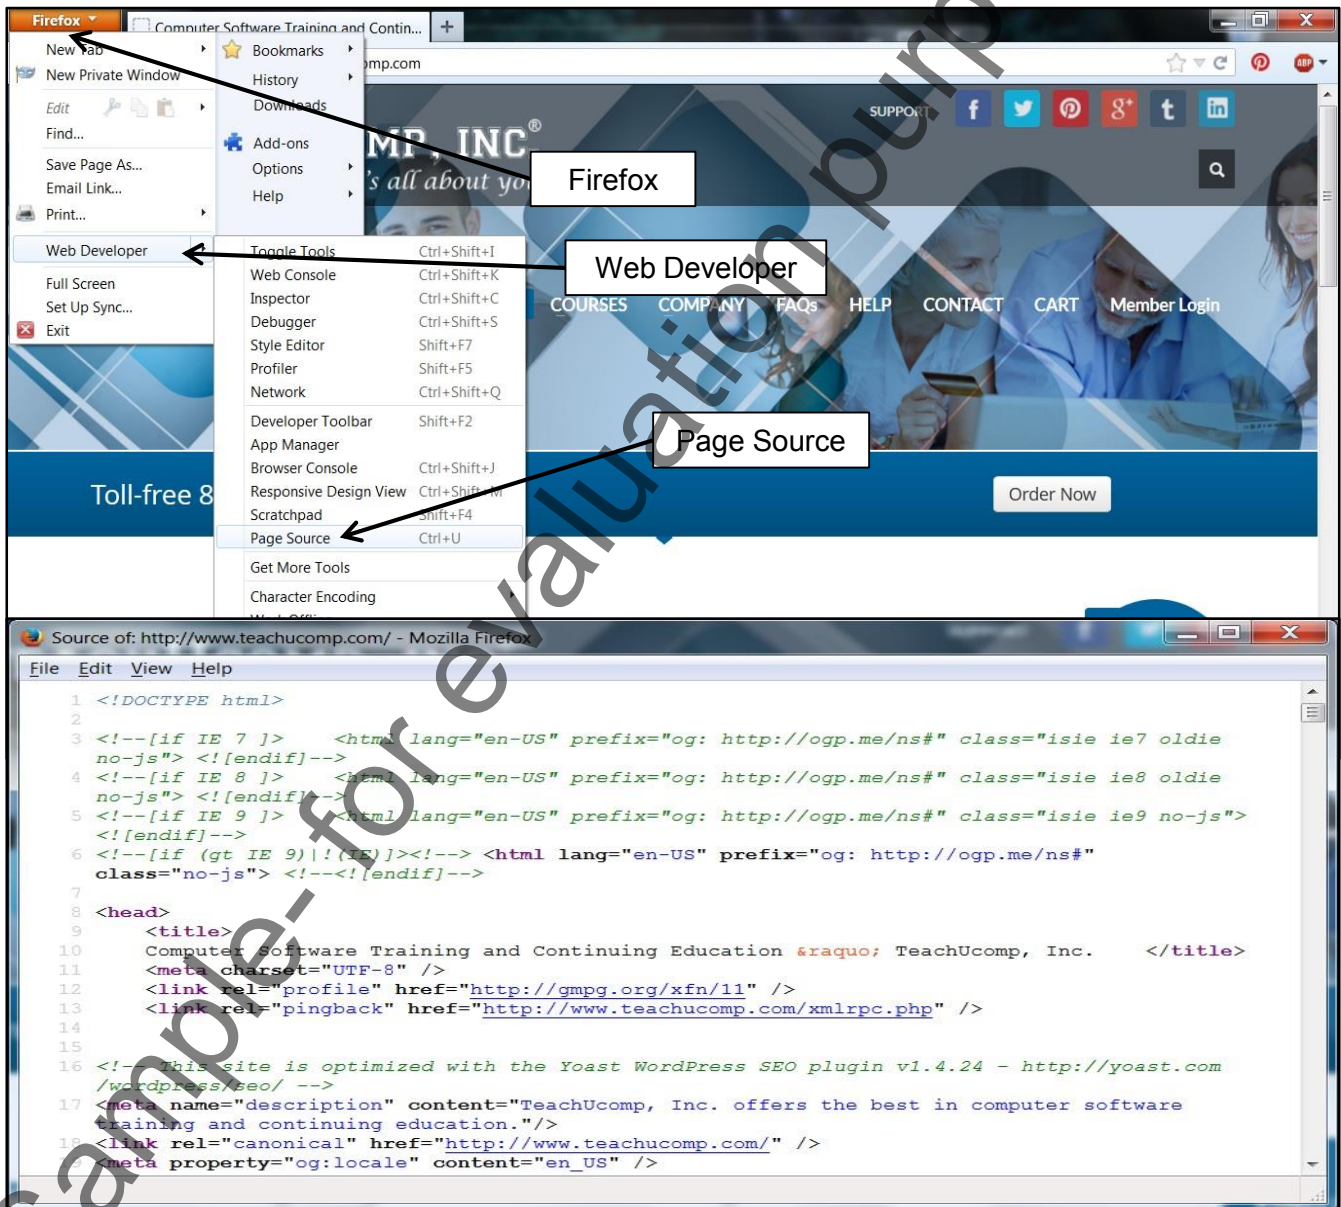 Firefox
Computer Software Training and Contin...
New Tab
New Private Window
Edit
Find...
Save Page As...
Email Link...
Print...
Web Developer
Full Screen
Set Up Sync...
Exit
Bookmarks
History
Downloads
Add-ons
Options
Help
omp.com
ABP
SUPPORT
MP, INC®
's all about you
Firefox
Web Developer
COURSES COMPANY FAQs HELP CONTACT CART Member Login
Toggle Tools Ctrl+Shift+I
Web Console Ctrl+Shift+K
Inspector Ctrl+Shift+C
Debugger Ctrl+Shift+S
Style Editor Shift+F7
Profiler Shift+F5
Network Ctrl+Shift+Q
Developer Toolbar Shift+F2
App Manager
Browser Console Ctrl+Shift+J
Responsive Design View Ctrl+Shift+M
Scratchpad Shift+F4
Page Source Ctrl+U
Get More Tools
Character Encoding
Page Source
Toll-free 8
Order Now
Source of: http://www.teachucomp.com/ - Mozilla Firefox
File Edit View Help
1 <!DOCTYPE html>
2
3 <!--[if IE 7 ]> <html lang="en-US" prefix="og: http://ogp.me/ns#" class="isie ie7 oldie
no-js"> <![endif]-->
4 <!--[if IE 8 ]> <html lang="en-US" prefix="og: http://ogp.me/ns#" class="isie ie8 oldie
no-js"> <![endif]-->
5 <!--[if IE 9 ]> <html lang="en-US" prefix="og: http://ogp.me/ns#" class="isie ie9 no-js">
<![endif]-->
6 <!--[if (gt IE 9)|!(IE)]><!--> <html lang="en-US" prefix="og: http://ogp.me/ns#"
class="no-js"> <!--<![endif]-->
7
8 <head>
9 <title>
10 Computer Software Training and Continuing Education &raquo; TeachUcomp, Inc. </title>
11 <meta charset="UTF-8" />
12 <link rel="profile" href="http://gmpg.org/xfn/11" />
13 <link rel="pingback" href="http://www.teachucomp.com/xmlrpc.php" />
14
15
16 <!-- This site is optimized with the Yoast WordPress SEO plugin v1.4.24 - http://yoast.com
/wordpress/seo/ -->
17 <meta name="description" content="TeachUcomp, Inc. offers the best in computer software
training and continuing education."/>
18 <link rel="canonical" href="http://www.teachucomp.com/" />
19 <meta property="og:locale" content="en_US" />
Sample- for evaluation purp